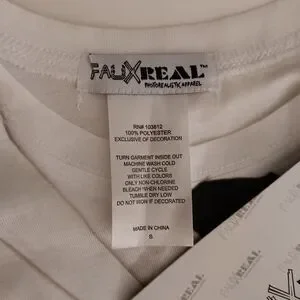 FAUXREAL™
PHOTOREALISTIC APPAREL
RN# 103812
100% POLYESTER
EXCLUSIVE OF DECORATION
TURN GARMENT INSIDE OUT
MACHINE WASH COLD
GENTLE CYCLE
WITH LIKE COLORS
ONLY NON-CHLORINE
BLEACH WHEN NEEDED
TUMBLE DRY LOW
DO NOT IRON IF DECORATED
MADE IN CHINA
S
FAUXREAL